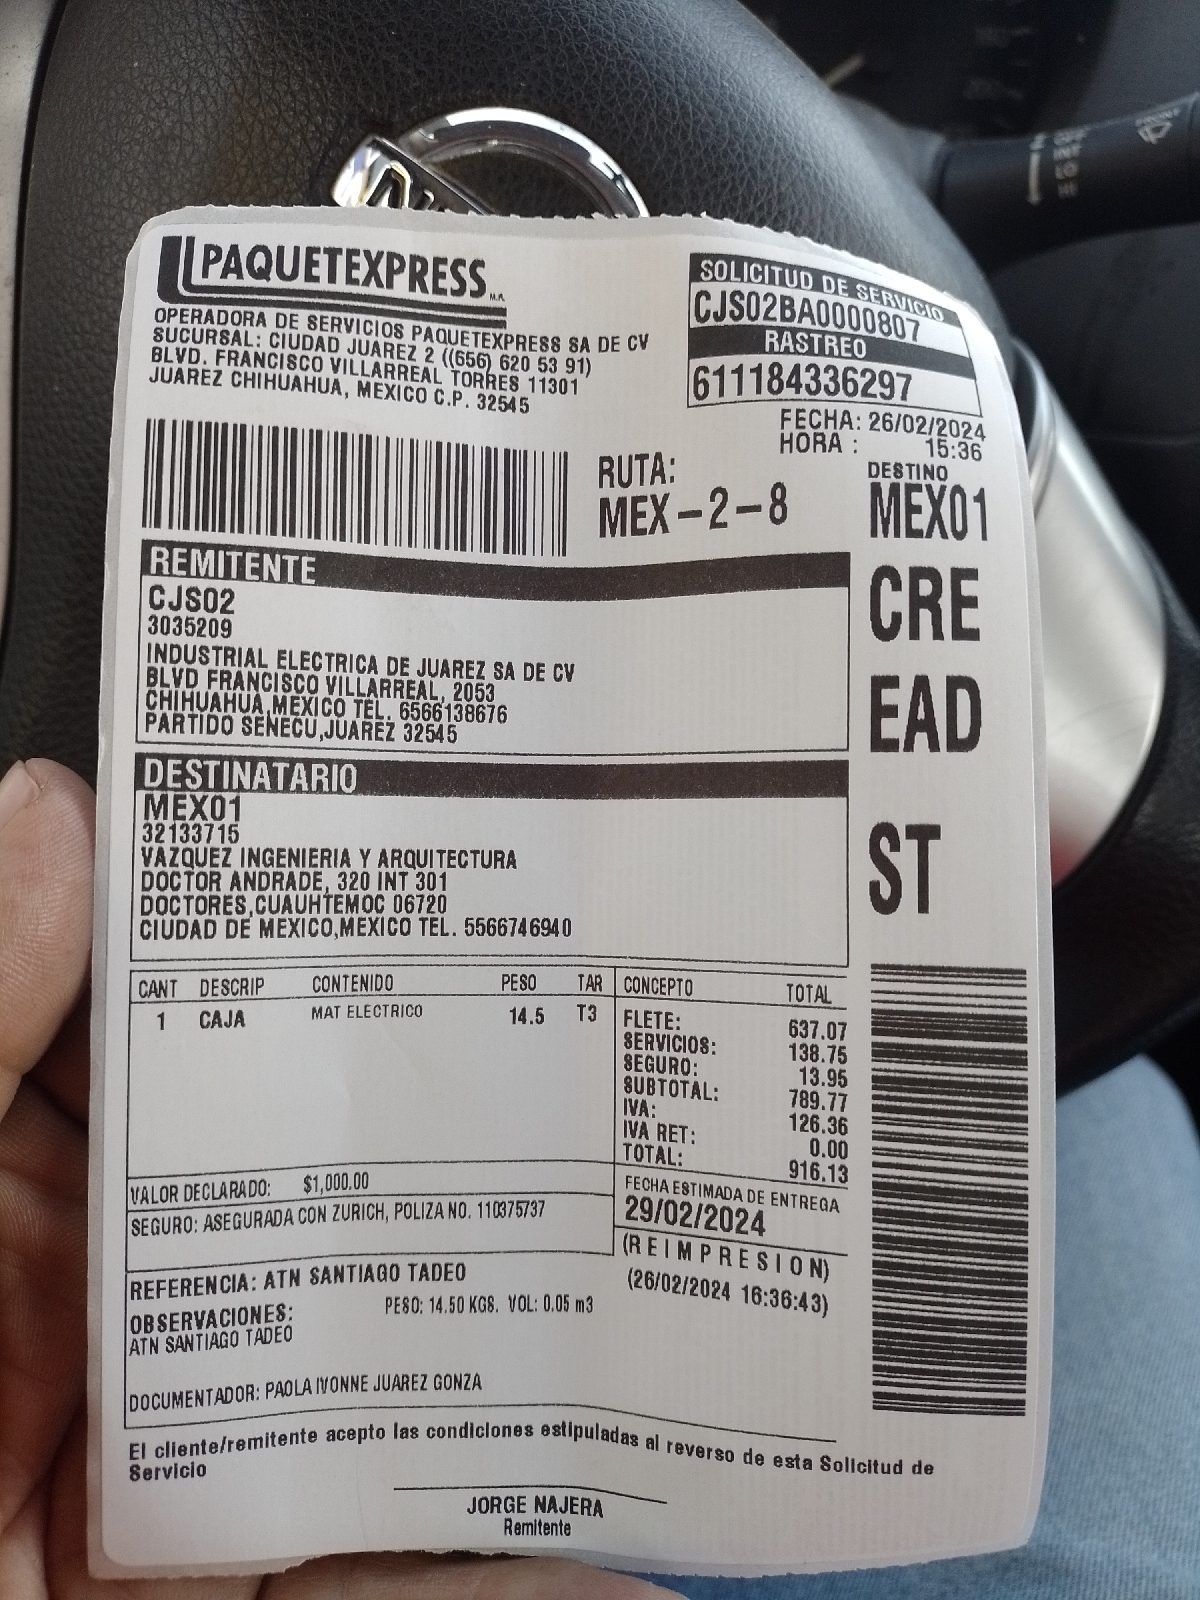 PAQUETEXPRESS M.R.
OPERADORA DE SERVICIOS PAQUETEXPRESS SA DE CV
SUCURSAL: CIUDAD JUAREZ 2 ((656) 620 53 91)
BLVD. FRANCISCO VILLARREAL TORRES 11301
JUAREZ CHIHUAHUA, MEXICO C.P. 32545
SOLICITUD DE SERVICIO
CJS02BA0000807
RASTREO
611184336297
FECHA: 26/02/2024
HORA : 15:36
RUTA:
MEX-2-8
DESTINO
MEX01
CRE
EAD
ST
REMITENTE
CJS02
3035209
INDUSTRIAL ELECTRICA DE JUAREZ SA DE CV
BLVD FRANCISCO VILLARREAL, 2053
CHIHUAHUA,MEXICO TEL. 6566138676
PARTIDO SENECU,JUAREZ 32545
DESTINATARIO
MEX01
32133715
VAZQUEZ INGENIERIA Y ARQUITECTURA
DOCTOR ANDRADE, 320 INT 301
DOCTORES,CUAUHTEMOC 06720
CIUDAD DE MEXICO,MEXICO TEL. 5566746940
CANT DESCRIP CONTENIDO PESO TAR
1 CAJA MAT ELECTRICO 14.5 T3
CONCEPTO TOTAL
FLETE: 637.07
SERVICIOS: 138.75
SEGURO: 13.95
SUBTOTAL: 789.77
IVA: 126.36
IVA RET: 0.00
TOTAL: 916.13
VALOR DECLARADO: $1,000.00
SEGURO: ASEGURADA CON ZURICH, POLIZA NO. 110375737
FECHA ESTIMADA DE ENTREGA
29/02/2024
(REIMPRESION)
(26/02/2024 16:36:43)
REFERENCIA: ATN SANTIAGO TADEO
OBSERVACIONES: PESO: 14.50 KGS. VOL: 0.05 m3
ATN SANTIAGO TADEO
DOCUMENTADOR: PAOLA IVONNE JUAREZ GONZA
El cliente/remitente acepto las condiciones estipuladas al reverso de esta Solicitud de
Servicio
JORGE NAJERA
Remitente